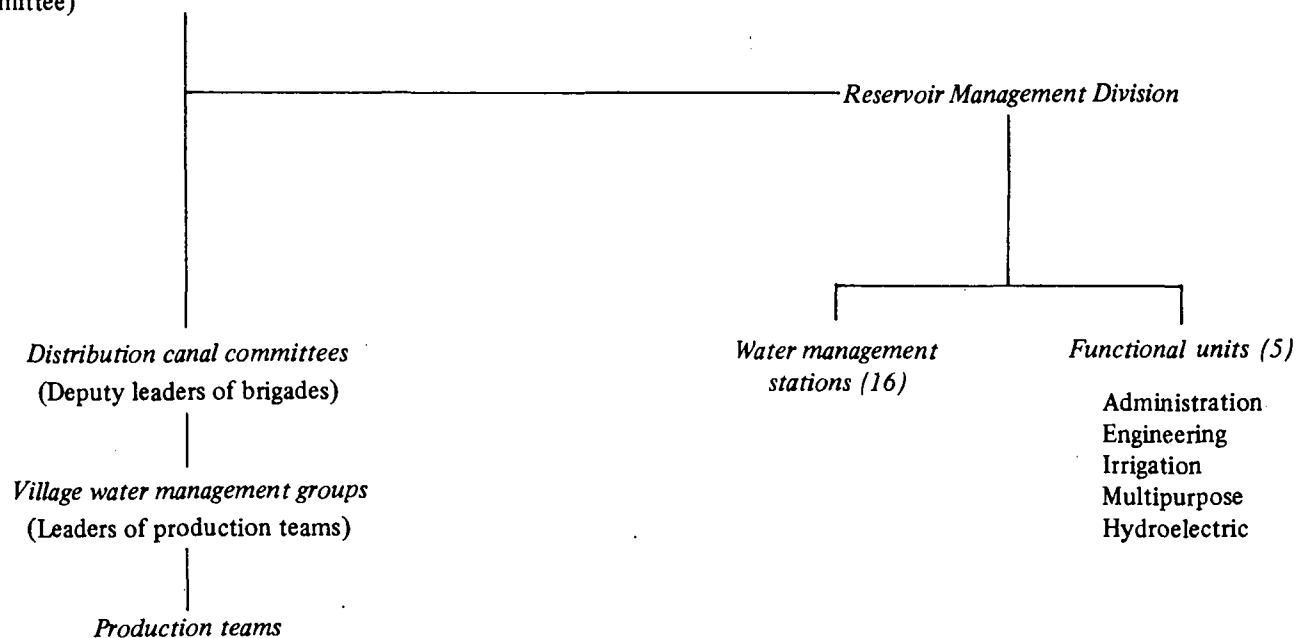 Reservoir Management Division
Distribution canal committees
(Deputy leaders of brigades)
Village water management groups
(Leaders of production teams)
Production teams
Water management
stations (16)
Functional units (5)
Administration
Engineering
Irrigation
Multipurpose
Hydroelectric